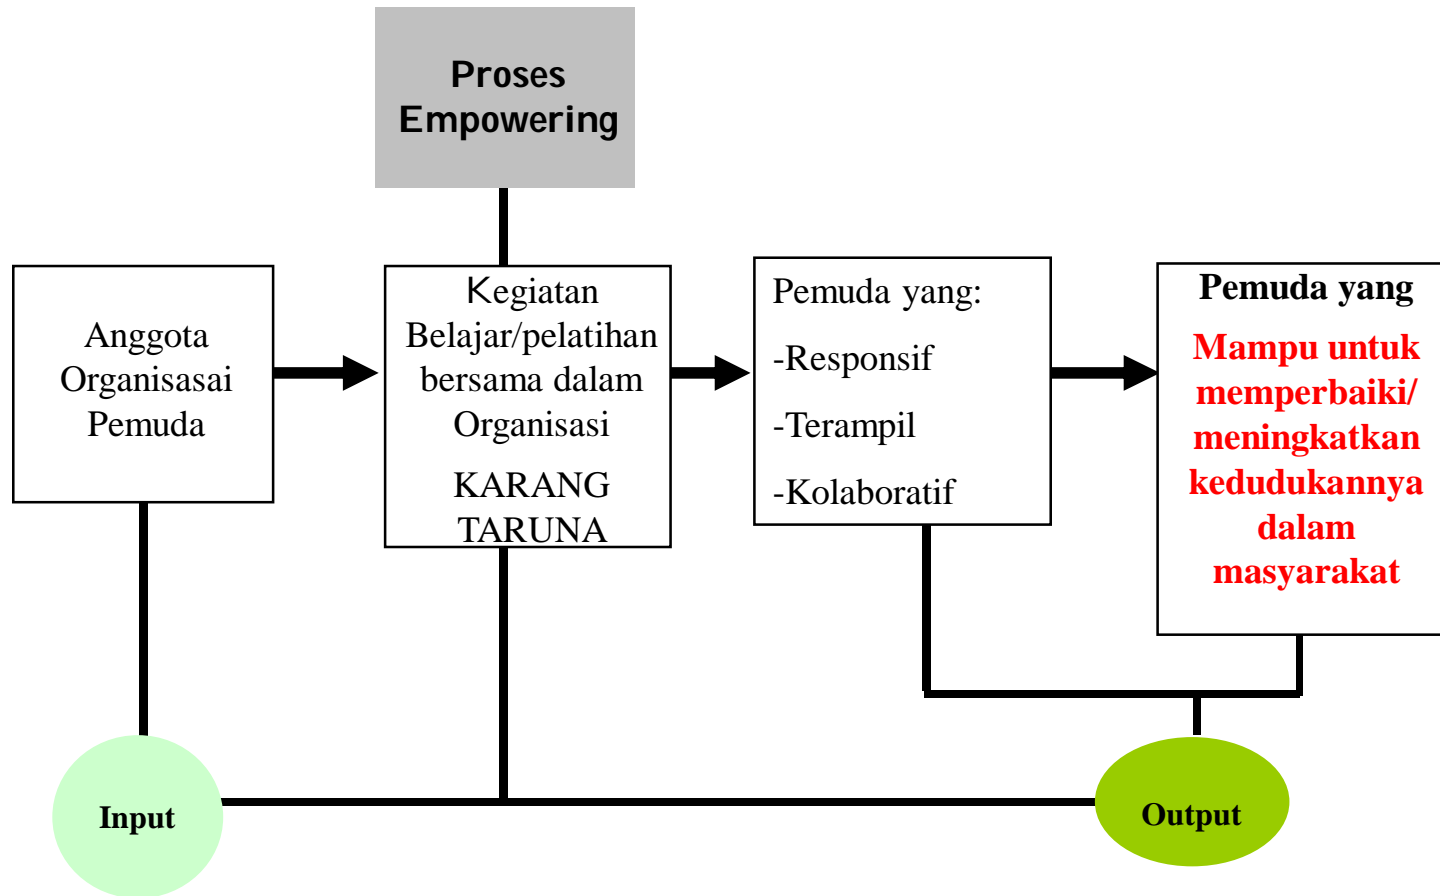 Proses
Empowering
Anggota
Organisasai
Pemuda
Kegiatan
Belajar/pelatihan
bersama dalam
Organisasi
KARANG
TARUNA
Pemuda yang:
-Responsif
-Terampil
-Kolaboratif
Pemuda yang
Mampu untuk
memperbaiki/
meningkatkan
kedudukannya
dalam
masyarakat
Input
Output